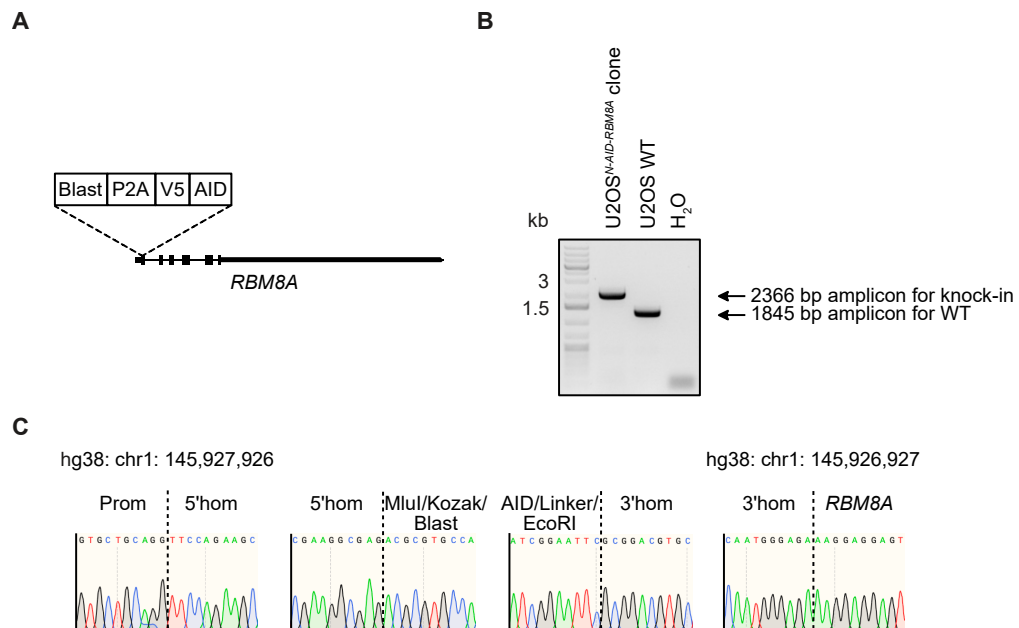 A
B
Blast P2A V5 AID
RBM8A
U2OS^N-AID-RBM8A clone
U2OS WT
H₂O
kb
3
1.5
2366 bp amplicon for knock-in
1845 bp amplicon for WT
C
hg38: chr1: 145,927,926
hg38: chr1: 145,926,927
Prom 5'hom
5'hom MluI/Kozak/
Blast
AID/Linker/ 3'hom
EcoRI
3'hom RBM8A
GTGCTGCAGGTTCCAGAAGC
CGAAGGCGAGACGCGTGCCA
ATCGGAATTCGCGGACGTGC
CAATGGGAGAAAGGAGGAGT